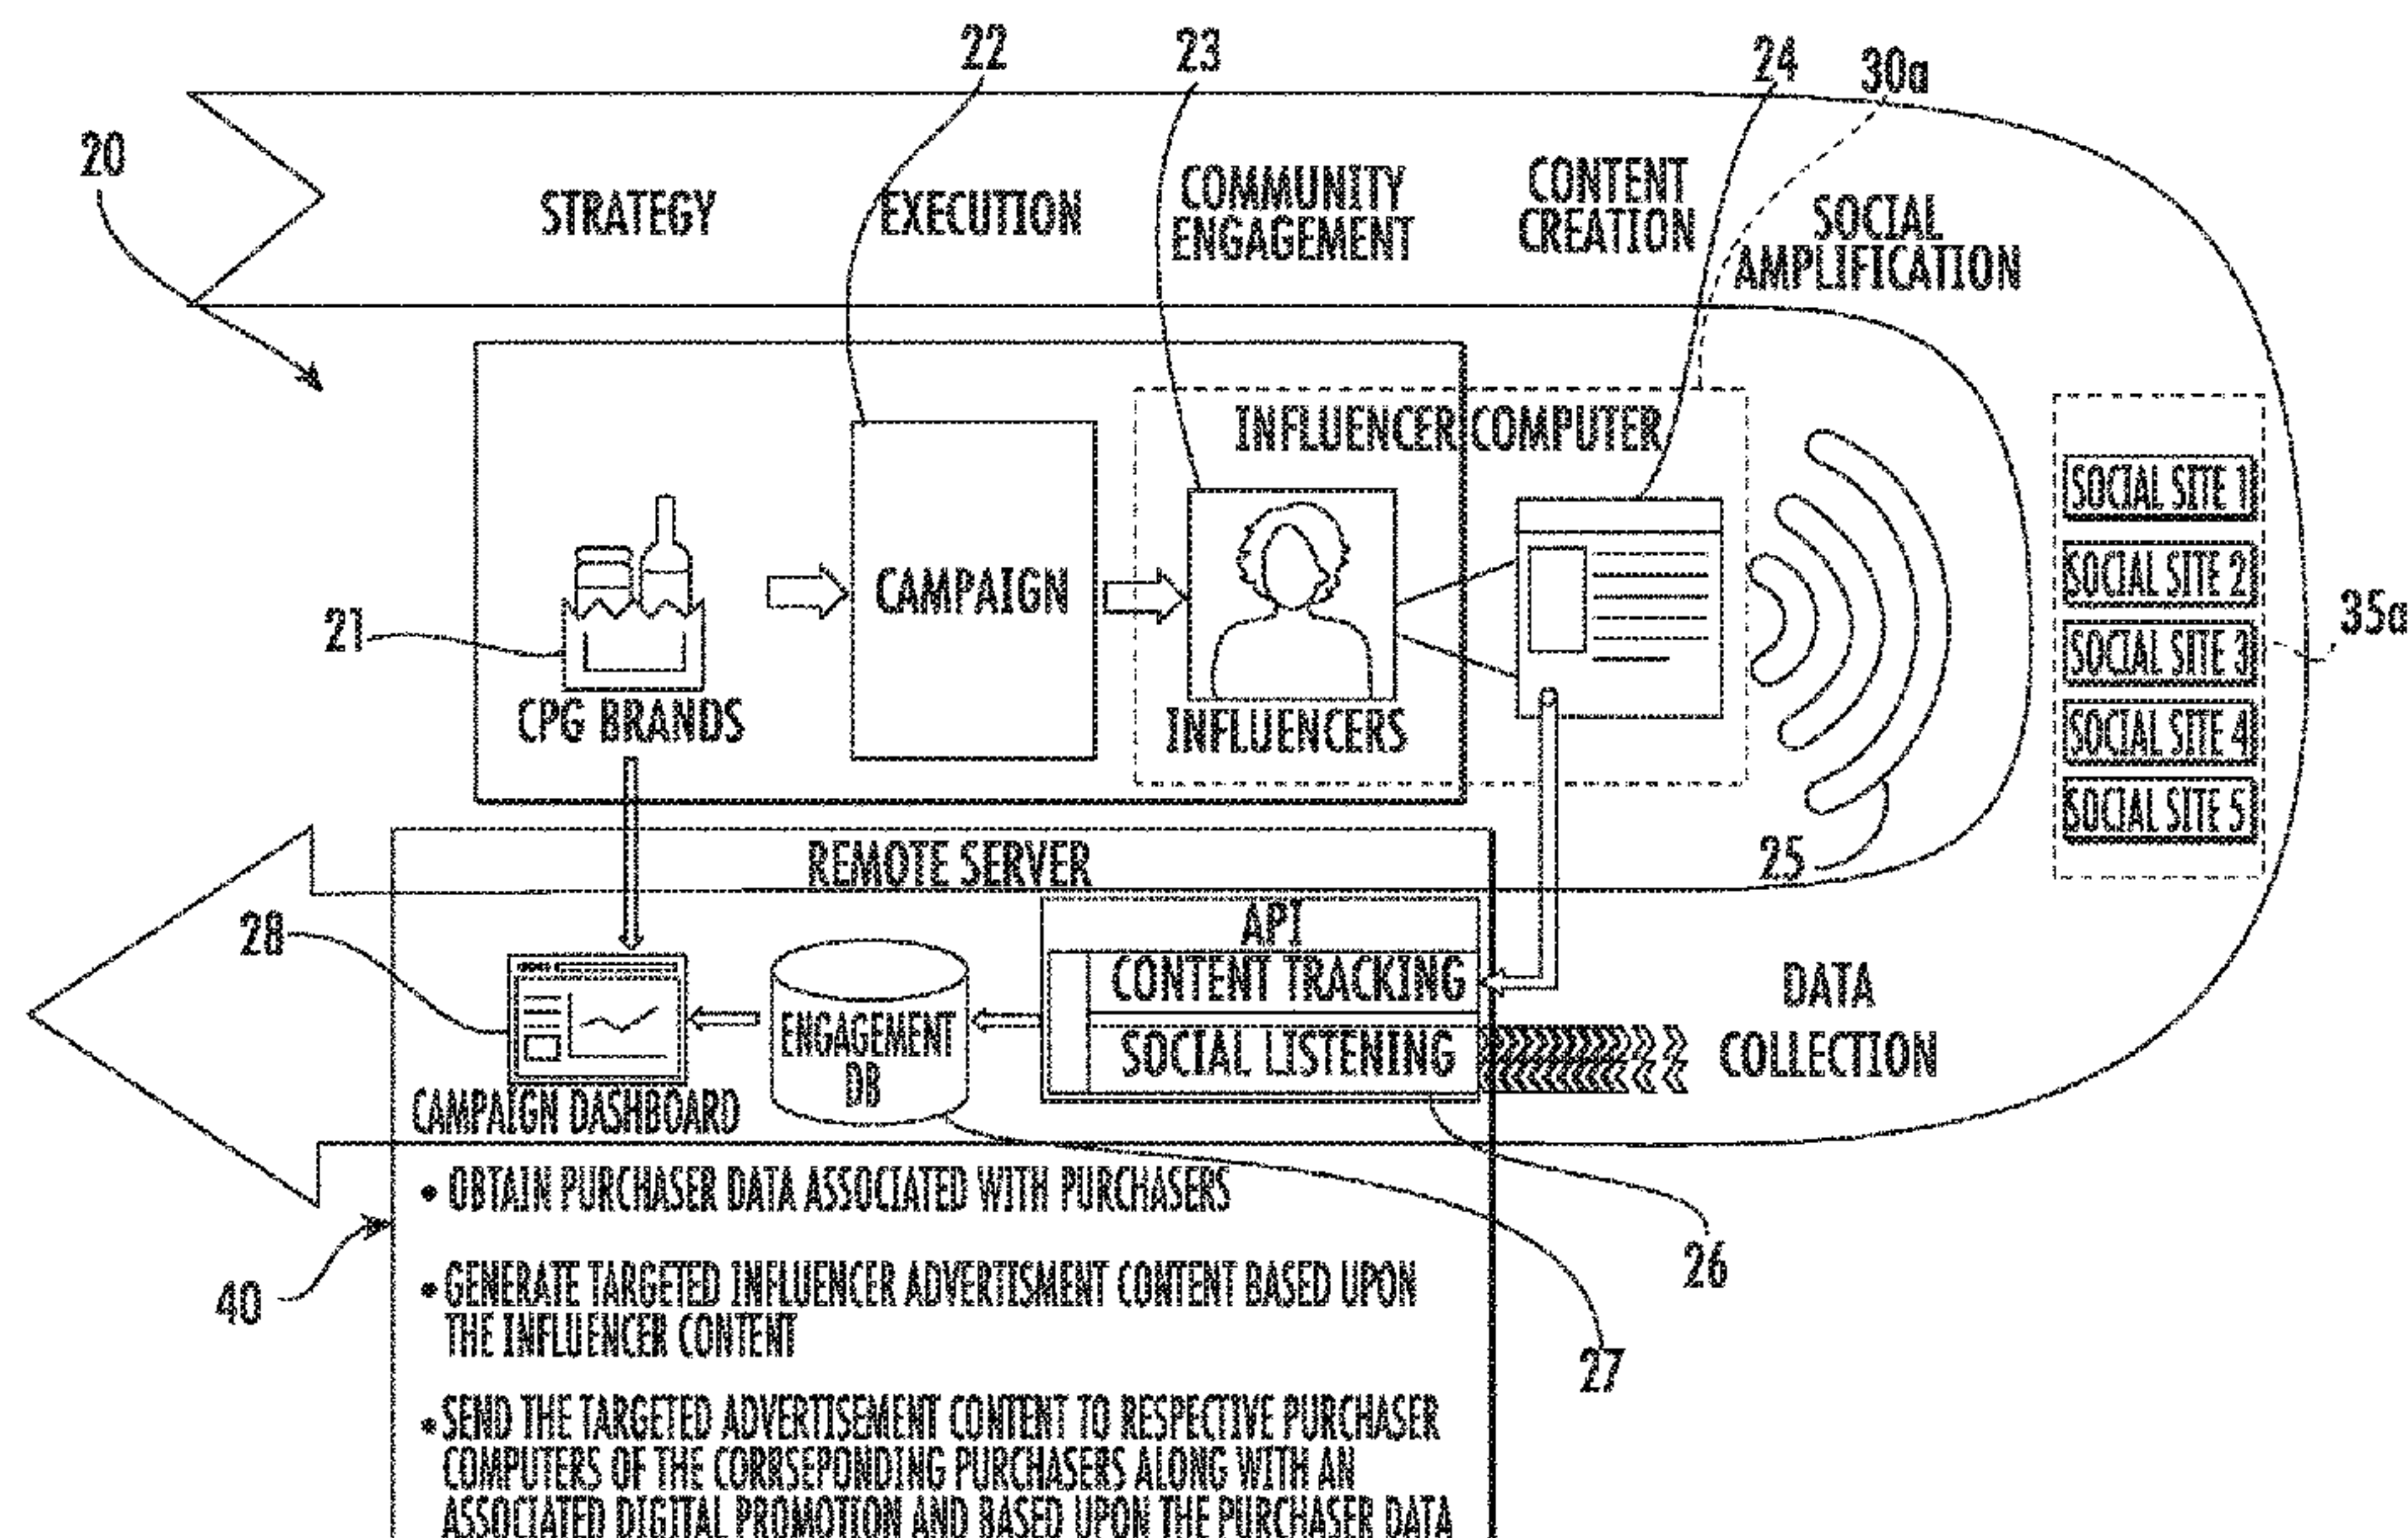 22
23
24
30a
20
STRATEGY
EXECUTION
COMMUNITY
ENGAGEMENT
CONTENT
CREATION
SOCIAL
AMPLIFICATION
INFLUENCER COMPUTER
SOCIAL SITE 1
SOCIAL SITE 2
SOCIAL SITE 3
SOCIAL SITE 4
SOCIAL SITE 5
35a
21
CAMPAIGN
CPG BRANDS
INFLUENCERS
25
REMOTE SERVER
28
API
CONTENT TRACKING
SOCIAL LISTENING
ENGAGEMENT
DB
DATA
COLLECTION
CAMPAIGN DASHBOARD
• OBTAIN PURCHASER DATA ASSOCIATED WITH PURCHASERS
26
40
• GENERATE TARGETED INFLUENCER ADVERTISMENT CONTENT BASED UPON
THE INFLUENCER CONTENT
27
• SEND THE TARGETED ADVERTISEMENT CONTENT TO RESPECTIVE PURCHASER
COMPUTERS OF THE CORRSEPONDING PURCHASERS ALONG WITH AN
ASSOCIATED DIGITAL PROMOTION AND BASED UPON THE PURCHASER DATA